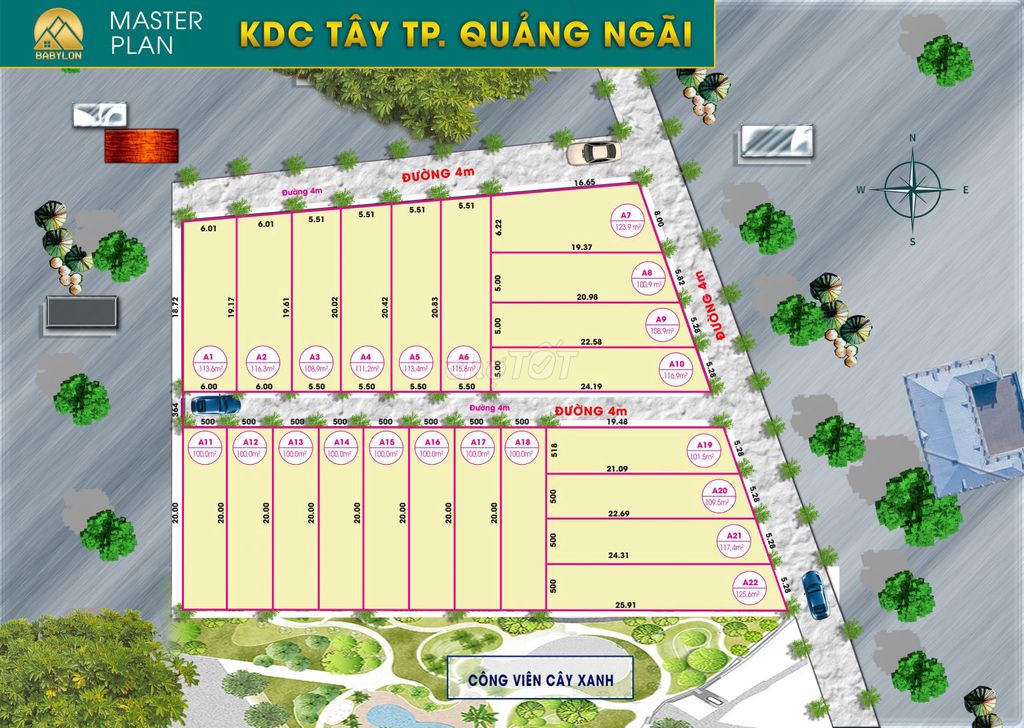 BABYLON
MASTER
PLAN
KDC TÂY TP. QUẢNG NGÃI
N
W
E
S
ĐƯỜNG 4m
Đường 4m
16.65
6.01
6.01
5.51
5.51
5.51
5.51
6.22
8.00
A7
123.9 m²
19.37
18.72
19.17
19.61
20.02
20.42
20.83
5.00
A8
100.9 m²
5.82
ĐƯỜNG 4m
20.98
5.00
A9
108.9m²
5.28
22.58
5.00
A10
116.9m²
5.28
24.19
A1
113.6m²
A2
116.3m²
A3
108.9m²
A4
111.2m²
A5
113.4m²
A6
115.8m²
CHỢ TỐT
6.00
6.00
5.50
5.50
5.50
5.50
364
Đường 4m
ĐƯỜNG 4m
500
500
500
500
500
500
500
500
19.48
A11
100.0m²
A12
100.0m²
A13
100.0m²
A14
100.0m²
A15
100.0m²
A16
100.0m²
A17
100.0m²
A18
100.0m²
518
A19
101.5m²
5.28
21.09
500
A20
109.5m²
5.28
22.69
20.00
20.00
20.00
20.00
20.00
20.00
20.00
20.00
500
A21
117.4m²
5.28
24.31
500
A22
125.6m²
5.28
25.91
CÔNG VIÊN CÂY XANH